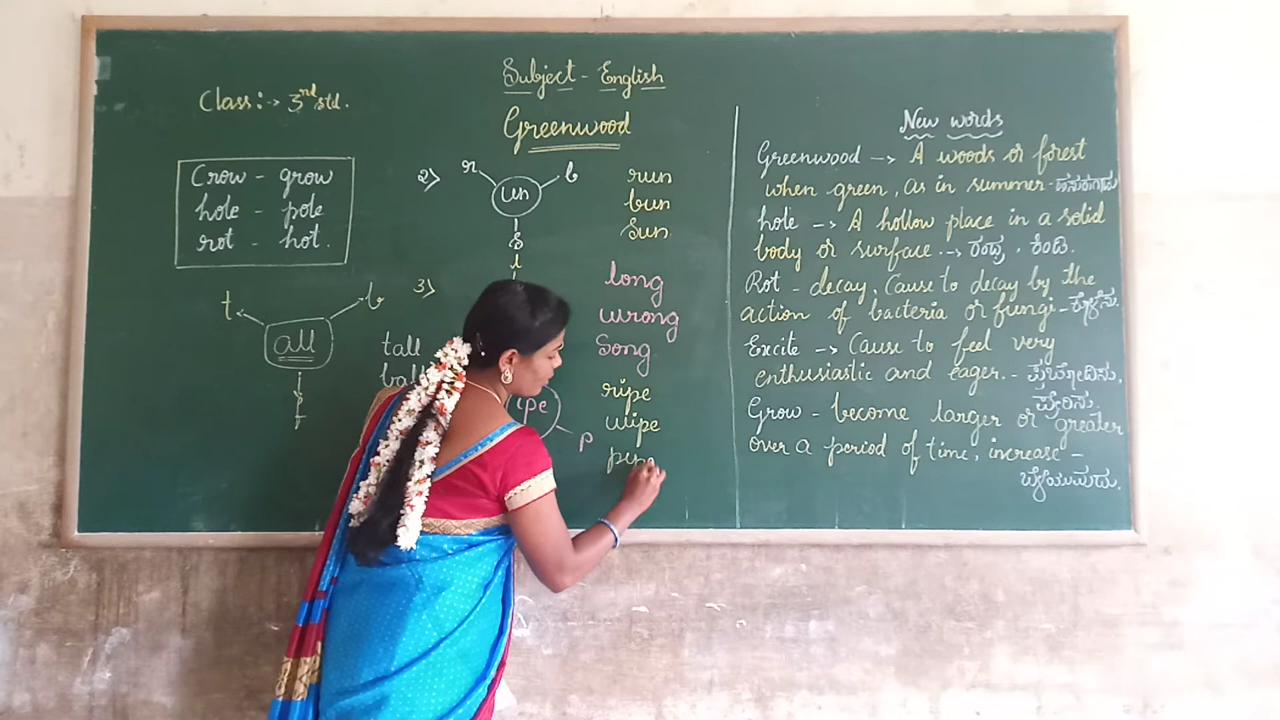 Subject - English
Class:-> 3rd std.
Greenwood
Crow - grow
hole - pole
rot - hot.
t b
all
f
2> r b
un
S
run
bun
Sun
3>
l
tall
ball
long
wrong
Song
ipe
p
ripe
wipe
pipe
New words
Greenwood --> A woods or forest
when green, as in summer -
hole --> A hollow place in a solid
body or surface. --> ರಂಧ್ರ, ಕಿಂಡಿ.
Rot - decay, Cause to decay by the
action of bacteria or fungi -
Excite --> Cause to feel very
enthusiastic and eager. - ಪ್ರಚೋದಿಸು,
ಪ್ರೇರಿಸು.
Grow - become larger or greater
over a period of time, increase -